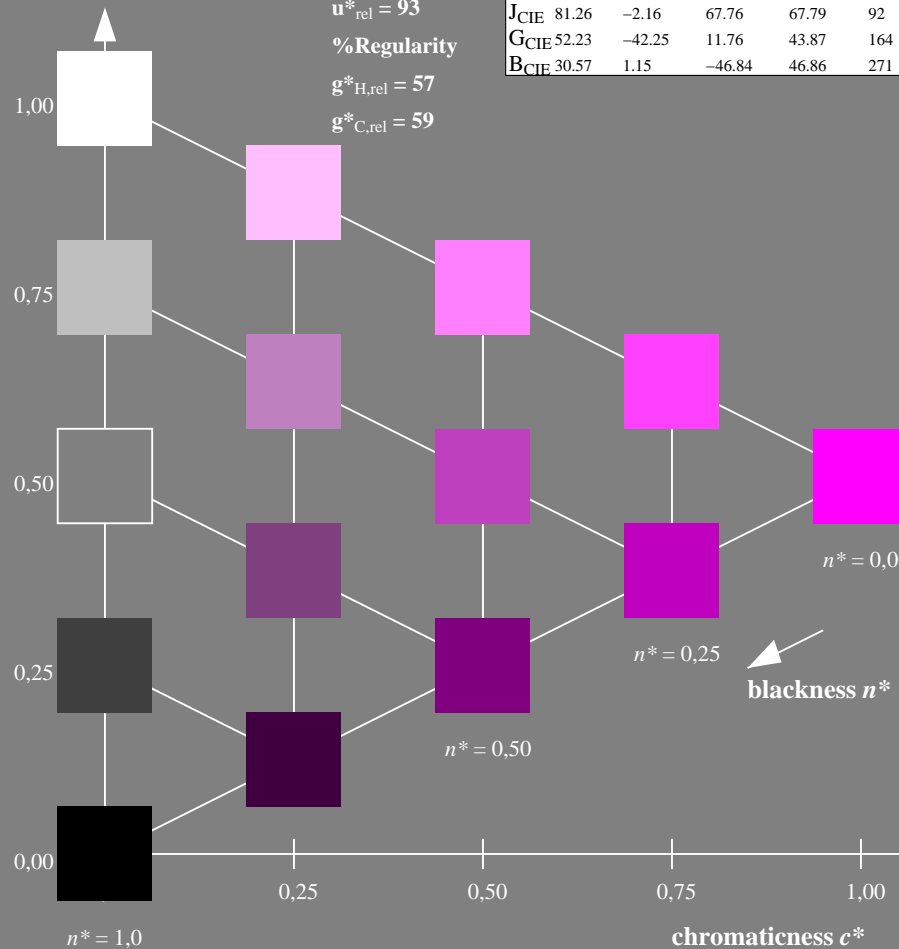 u*rel = 93
%Regularity
g*H,rel = 57
g*C,rel = 59
JCIE 81.26 −2.16 67.76 67.79 92
GCIE 52.23 −42.25 11.76 43.87 164
BCIE 30.57 1.15 −46.84 46.86 271
1,00
0,75
0,50
0,25
0,00
n* = 0,0
n* = 0,25
blackness n*
n* = 0,50
0,25 0,50 0,75 1,00
n* = 1,0
chromaticness c*